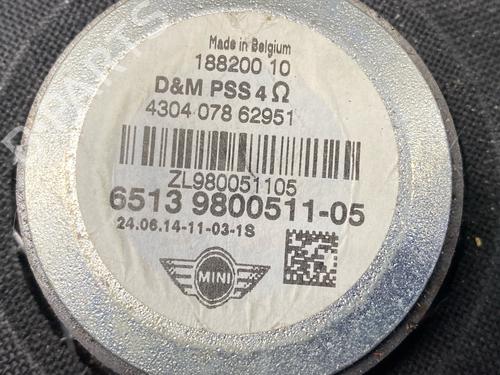 Made in Belgium
188200 10
D&M PSS 4 Ω
4304 078 62951
ZL980051105
6513 9800511-05
24.06.14-11-03-1S
MINI